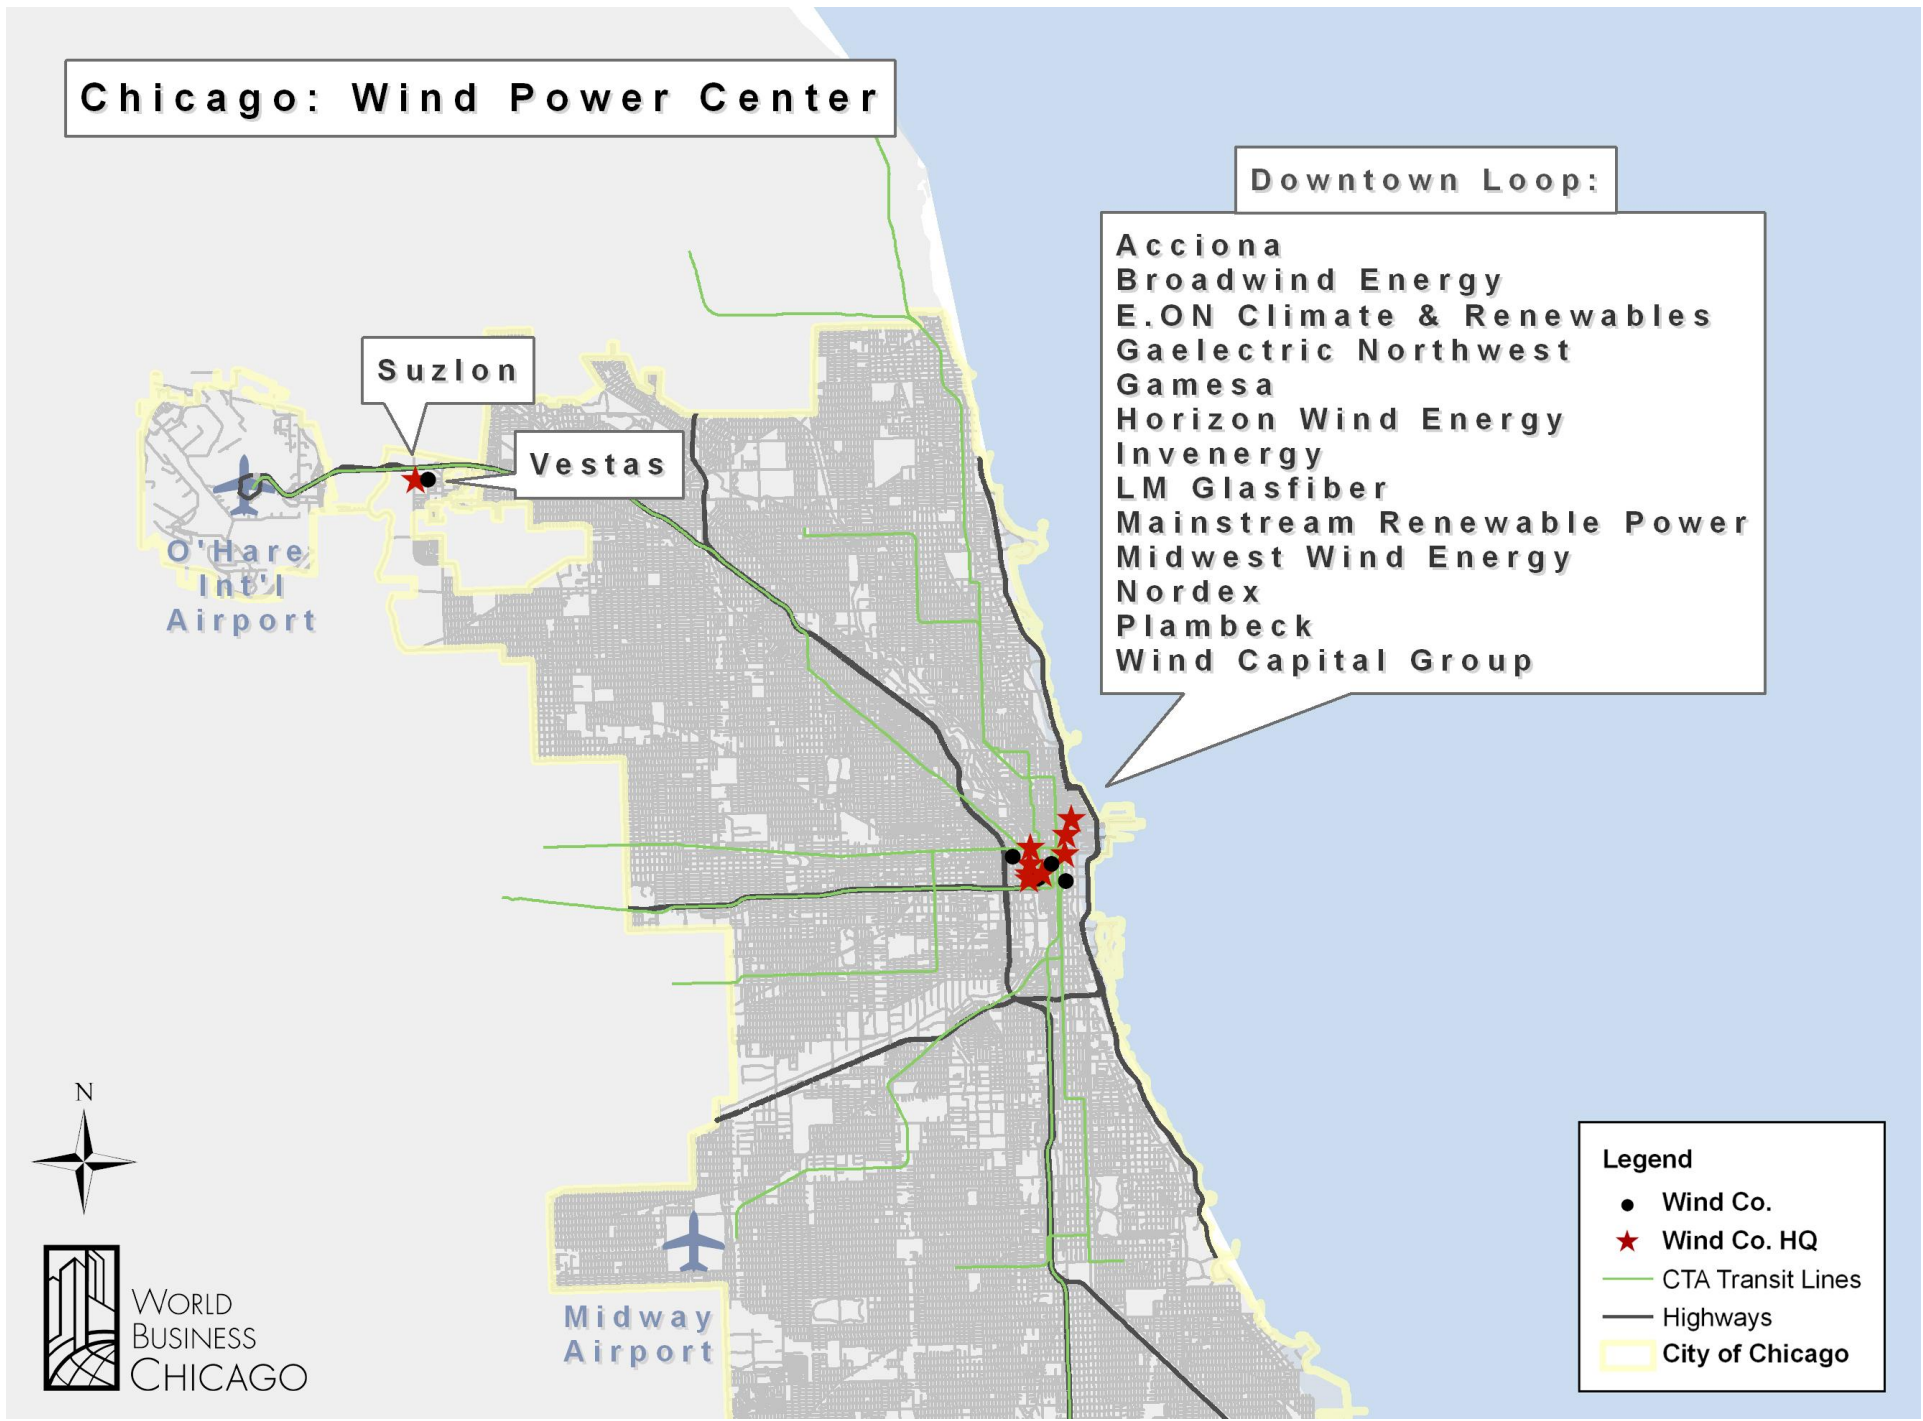 Chicago: Wind Power Center
Downtown Loop:
Acciona
Broadwind Energy
E.ON Climate & Renewables
Gaelectric Northwest
Gamesa
Horizon Wind Energy
Invenergy
LM Glasfiber
Mainstream Renewable Power
Midwest Wind Energy
Nordex
Plambeck
Wind Capital Group
Suzlon
Vestas
O'Hare
Int'l
Airport
Midway
Airport
N
WORLD
BUSINESS
CHICAGO
Legend
Wind Co.
Wind Co. HQ
CTA Transit Lines
Highways
City of Chicago